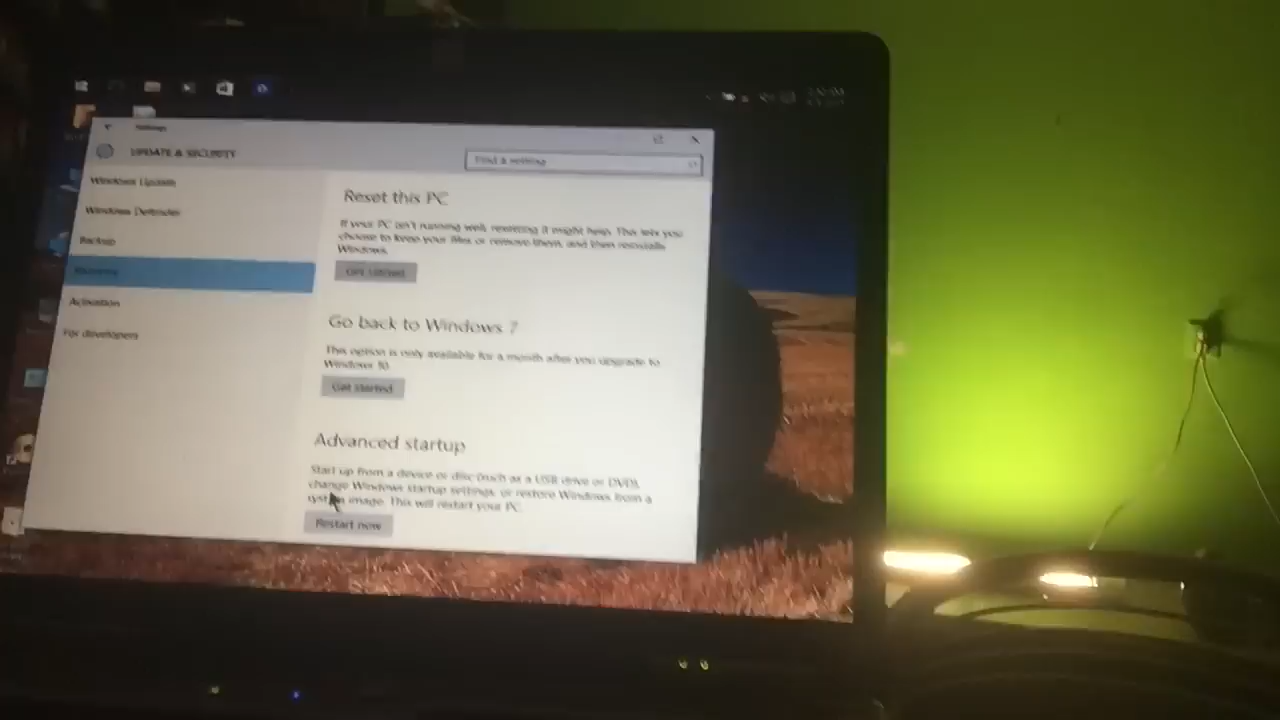 Settings
UPDATE & SECURITY
Find a setting
Windows Update
Windows Defender
Backup
Recovery
Activation
For developers
Reset this PC
If your PC isn't running well, resetting it might help. This lets you
choose to keep your files or remove them, and then reinstalls
Windows.
Get started
Go back to Windows 7
This option is only available for a month after you upgrade to
Windows 10.
Get started
Advanced startup
Start up from a device or disc (such as a USB drive or DVD),
change Windows startup settings, or restore Windows from a
system image. This will restart your PC.
Restart now